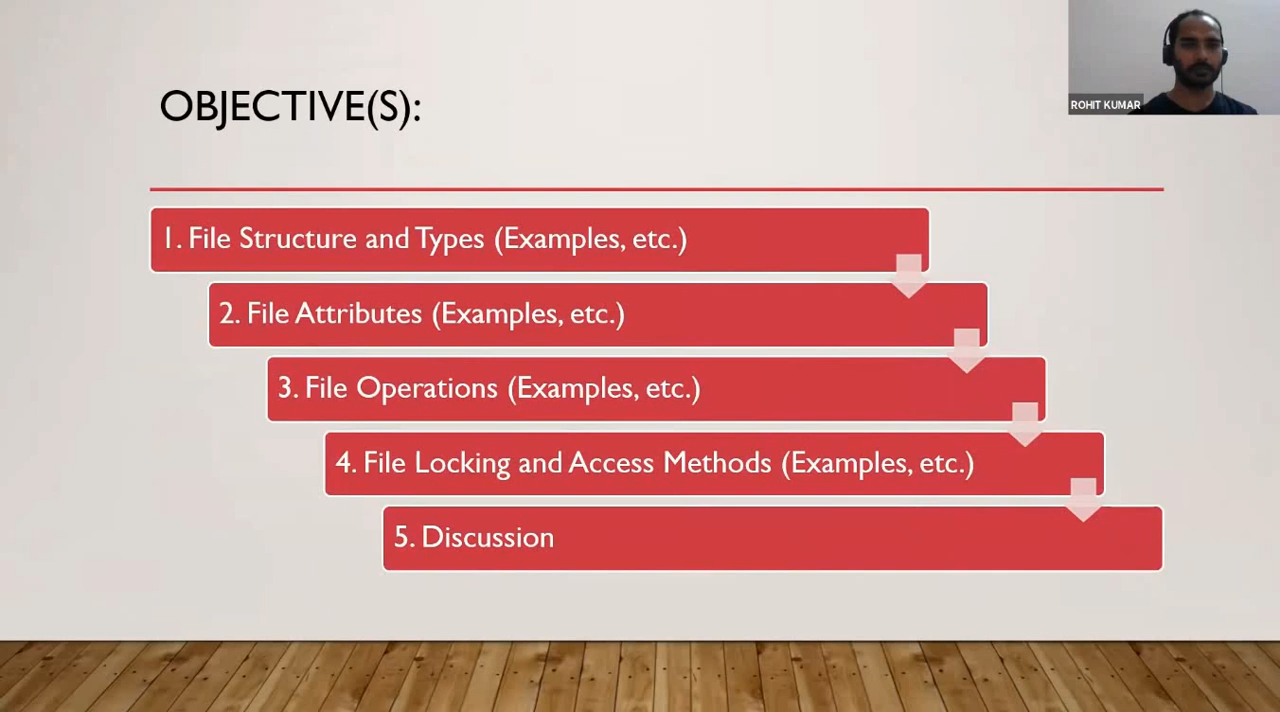 ROHIT KUMAR
OBJECTIVE(S):
1. File Structure and Types (Examples, etc.)
2. File Attributes (Examples, etc.)
3. File Operations (Examples, etc.)
4. File Locking and Access Methods (Examples, etc.)
5. Discussion